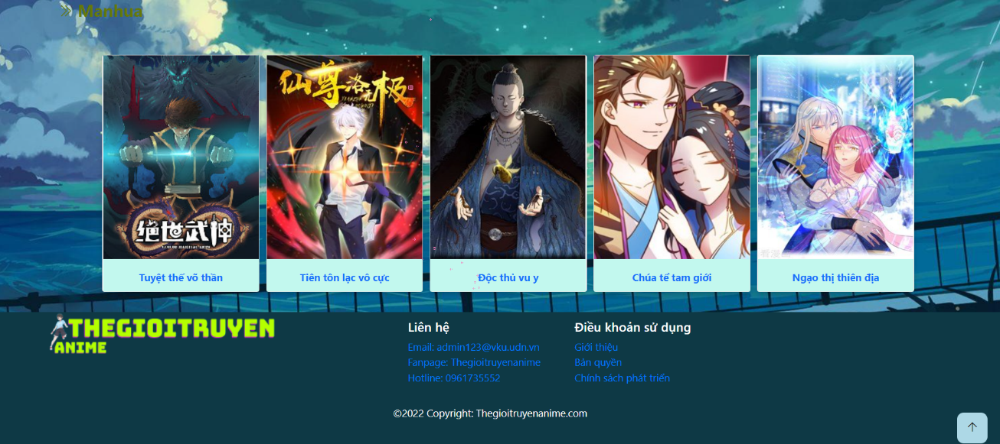 Manhua
仙尊洛无极
绝世武神
看漫
Tuyệt thế võ thần
Tiên tôn lạc vô cực
Độc thủ vu y
Chúa tể tam giới
Ngạo thị thiên địa
THEGIOITRUYEN
ANIME
Liên hệ
Email: admin123@vku.udn.vn
Fanpage: Thegioitruyenanime
Hotline: 0961735552
Điều khoản sử dụng
Giới thiệu
Bản quyền
Chính sách phát triển
©2022 Copyright: Thegioitruyenanime.com